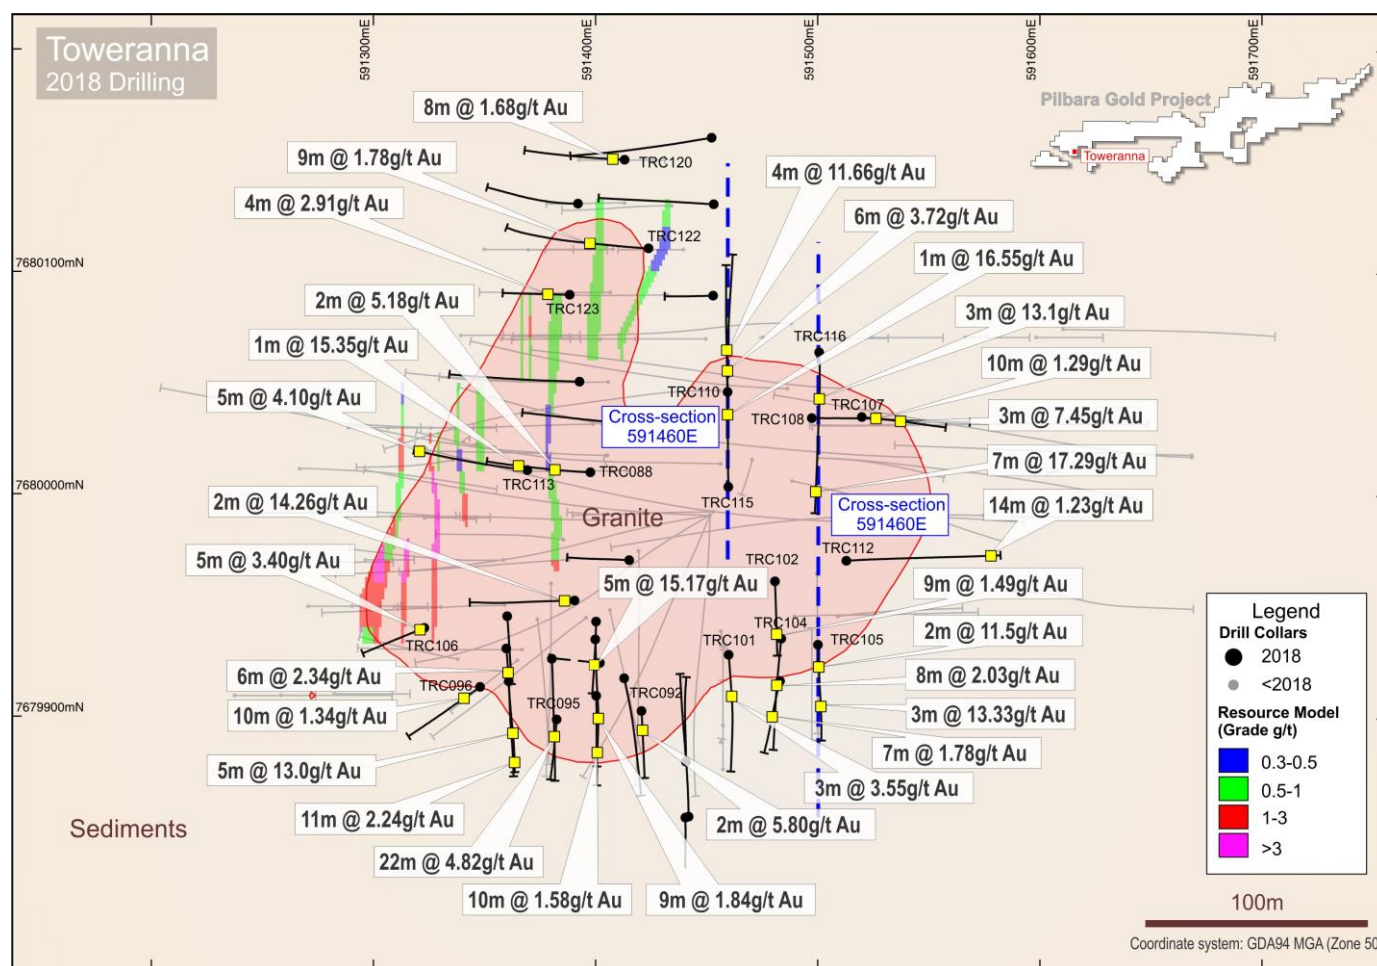 Toweranna
2018 Drilling
591300mE
591400mE
591500mE
591600mE
591700mE
Pilbara Gold Project
Toweranna
8m @ 1.68g/t Au
TRC120
9m @ 1.78g/t Au
4m @ 11.66g/t Au
4m @ 2.91g/t Au
6m @ 3.72g/t Au
TRC122
7680100mN
1m @ 16.55g/t Au
2m @ 5.18g/t Au
TRC123
3m @ 13.1g/t Au
1m @ 15.35g/t Au
TRC116
10m @ 1.29g/t Au
5m @ 4.10g/t Au
TRC110
TRC107
TRC108
3m @ 7.45g/t Au
Cross-section
591460E
7m @ 17.29g/t Au
TRC088
TRC113
7680000mN
2m @ 14.26g/t Au
TRC115
14m @ 1.23g/t Au
Granite
Cross-section
591460E
TRC102
TRC112
5m @ 3.40g/t Au
5m @ 15.17g/t Au
9m @ 1.49g/t Au
TRC104
TRC106
TRC101
TRC105
2m @ 11.5g/t Au
6m @ 2.34g/t Au
TRC096
8m @ 2.03g/t Au
TRC095
TRC092
10m @ 1.34g/t Au
7679900mN
3m @ 13.33g/t Au
7m @ 1.78g/t Au
5m @ 13.0g/t Au
3m @ 3.55g/t Au
11m @ 2.24g/t Au
2m @ 5.80g/t Au
Sediments
22m @ 4.82g/t Au
10m @ 1.58g/t Au
9m @ 1.84g/t Au
Legend
Drill Collars
2018
<2018
Resource Model
(Grade g/t)
0.3-0.5
0.5-1
1-3
>3
100m
Coordinate system: GDA94 MGA (Zone 50